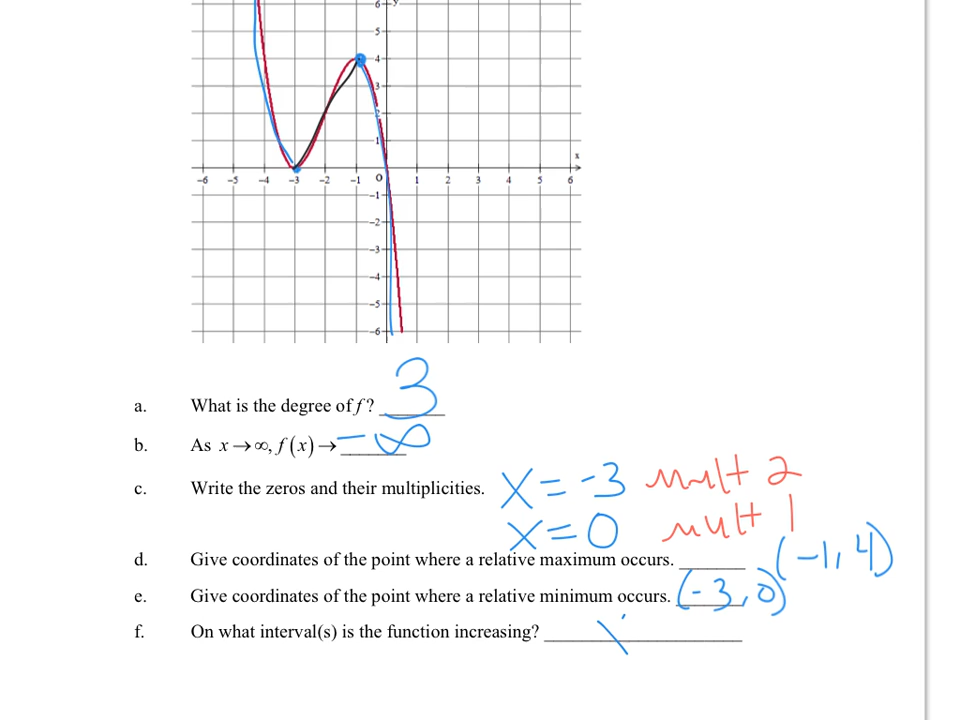 6 y
5
4
3
2
1
x
-6 -5 -4 -3 -2 -1 0 1 2 3 4 5 6
-1
-2
-3
-4
-5
-6
a. What is the degree of f? 3
b. As x→∞, f(x)→ -∞
c. Write the zeros and their multiplicities. x = -3 mult 2
x = 0 mult 1
d. Give coordinates of the point where a relative maximum occurs. (-1, 4)
e. Give coordinates of the point where a relative minimum occurs. (-3, 0)
f. On what interval(s) is the function increasing?